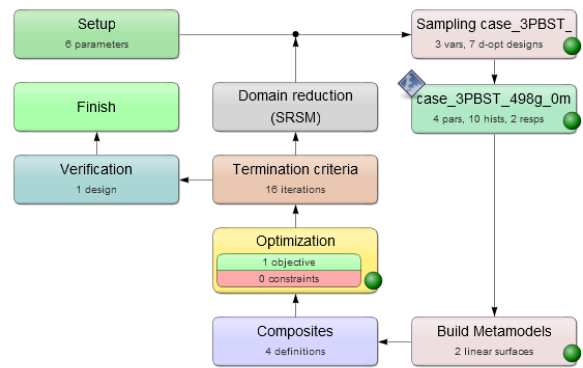 Setup
6 parameters
Sampling case_3PBST_
3 vars, 7 d-opt designs
Finish
Domain reduction
(SRSM)
case_3PBST_498g_0m
4 pars, 10 hists, 2 resps
Verification
1 design
Termination criteria
16 iterations
Optimization
1 objective
0 constraints
Composites
4 definitions
Build Metamodels
2 linear surfaces